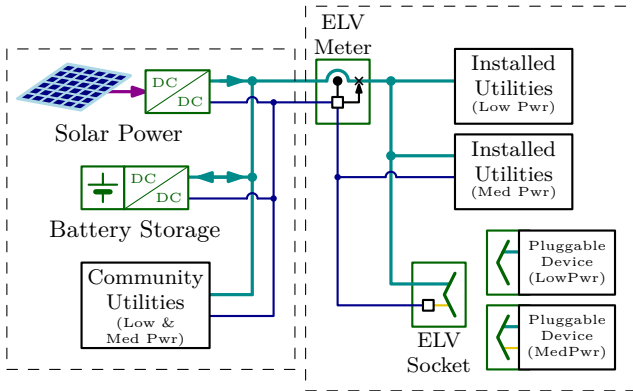 ELV
Meter
DC
DC
Solar Power
DC
DC
Battery Storage
Community
Utilities
(Low &
Med Pwr)
Installed
Utilities
(Low Pwr)
Installed
Utilities
(Med Pwr)
ELV
Socket
Pluggable
Device
(LowPwr)
Pluggable
Device
(MedPwr)